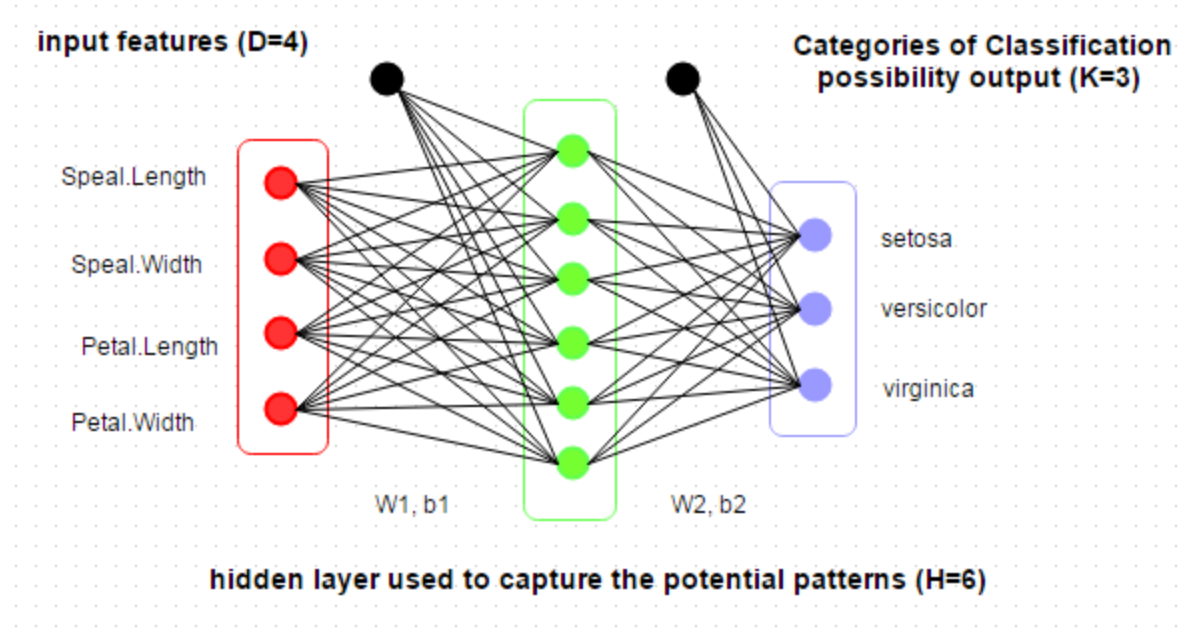 input features (D=4)
Categories of Classification
possibility output (K=3)
Speal.Length
Speal.Width
Petal.Length
Petal.Width
setosa
versicolor
virginica
W1, b1
W2, b2
hidden layer used to capture the potential patterns (H=6)